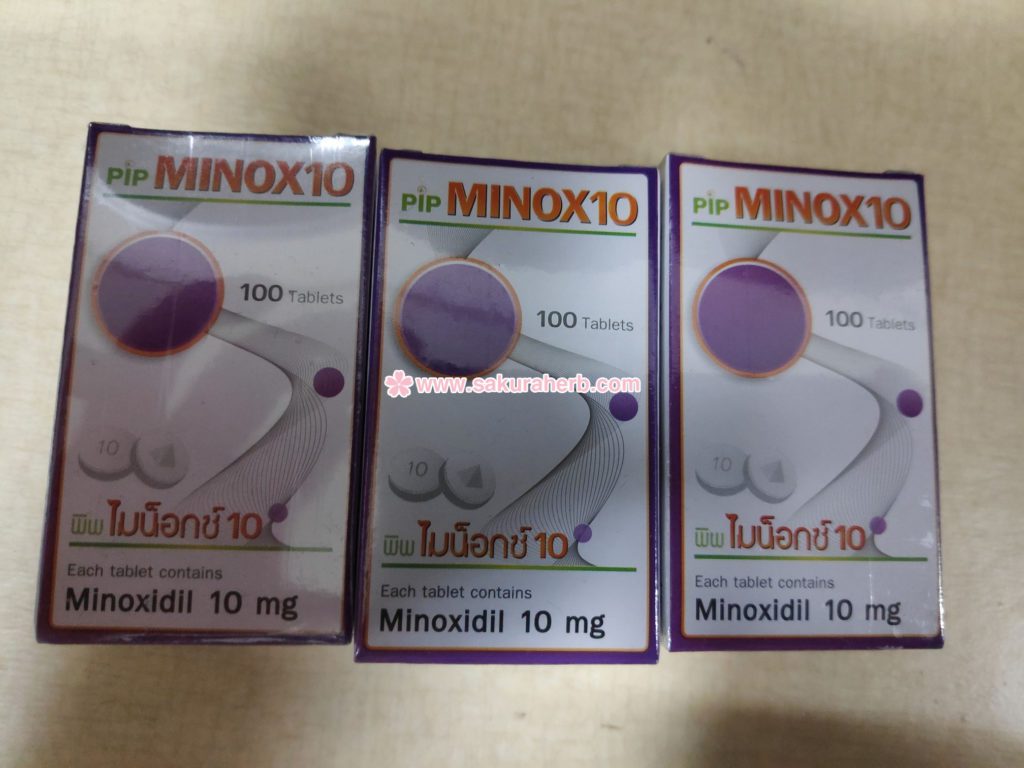 PiP MINOX10
100 Tablets
10
พิพ ไมน็อกซ์ 10
Each tablet contains
Minoxidil 10 mg
PiP MINOX10
100 Tablets
10
พิพ ไมน็อกซ์ 10
Each tablet contains
Minoxidil 10 mg
PiP MINOX10
100 Tablets
10
พิพ ไมน็อกซ์ 10
Each tablet contains
Minoxidil 10 mg
www.sakuraherb.com